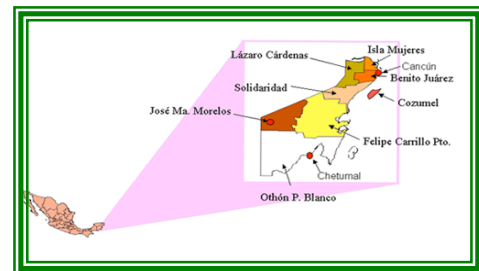 Isla Mujeres
Lázaro Cárdenas
Cancún
Benito Juárez
Solidaridad
Cozumel
José Ma. Morelos
Felipe Carrillo Pto.
Chetumal
Othón P. Blanco